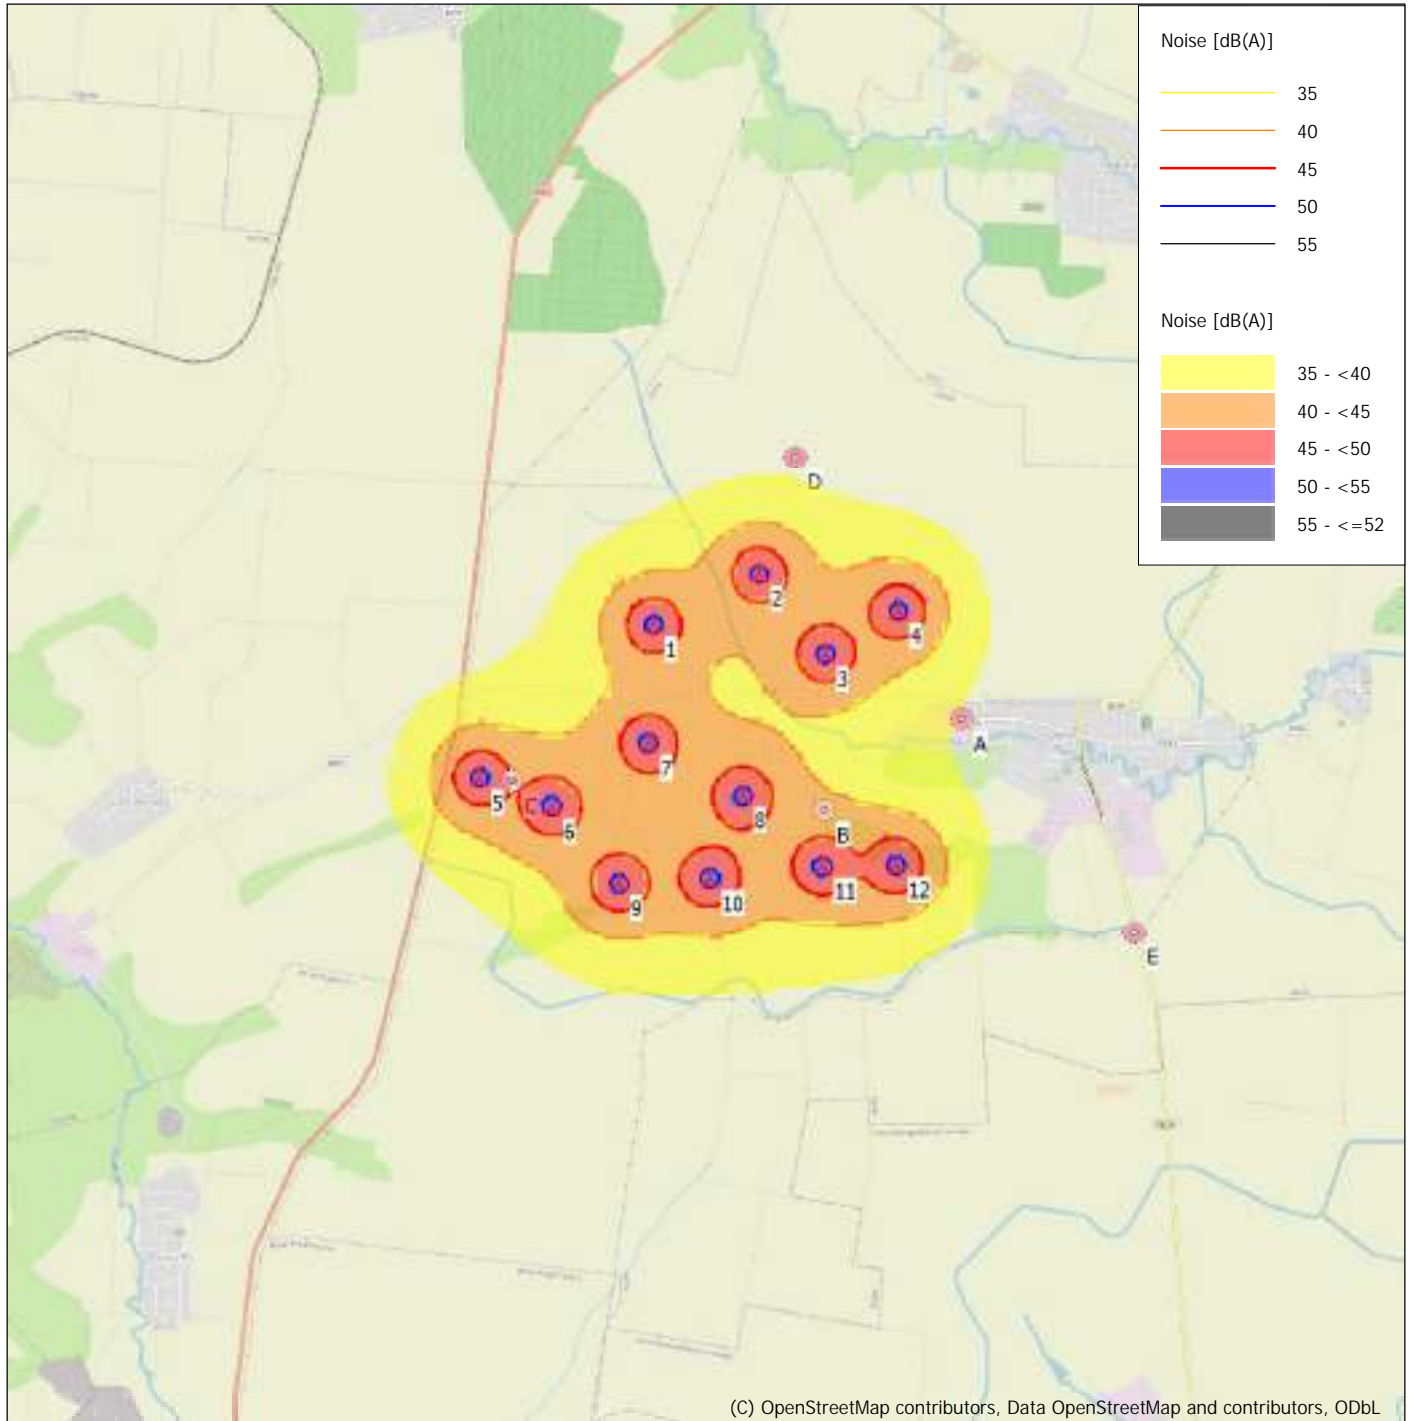 Noise [dB(A)]
35
40
45
50
55
Noise [dB(A)]
35 - <40
40 - <45
45 - <50
50 - <55
55 - <=52
D
2
4
1
3
A
7
5
C
6
8
B
9
10
11
12
E
(C) OpenStreetMap contributors, Data OpenStreetMap and contributors, ODbL